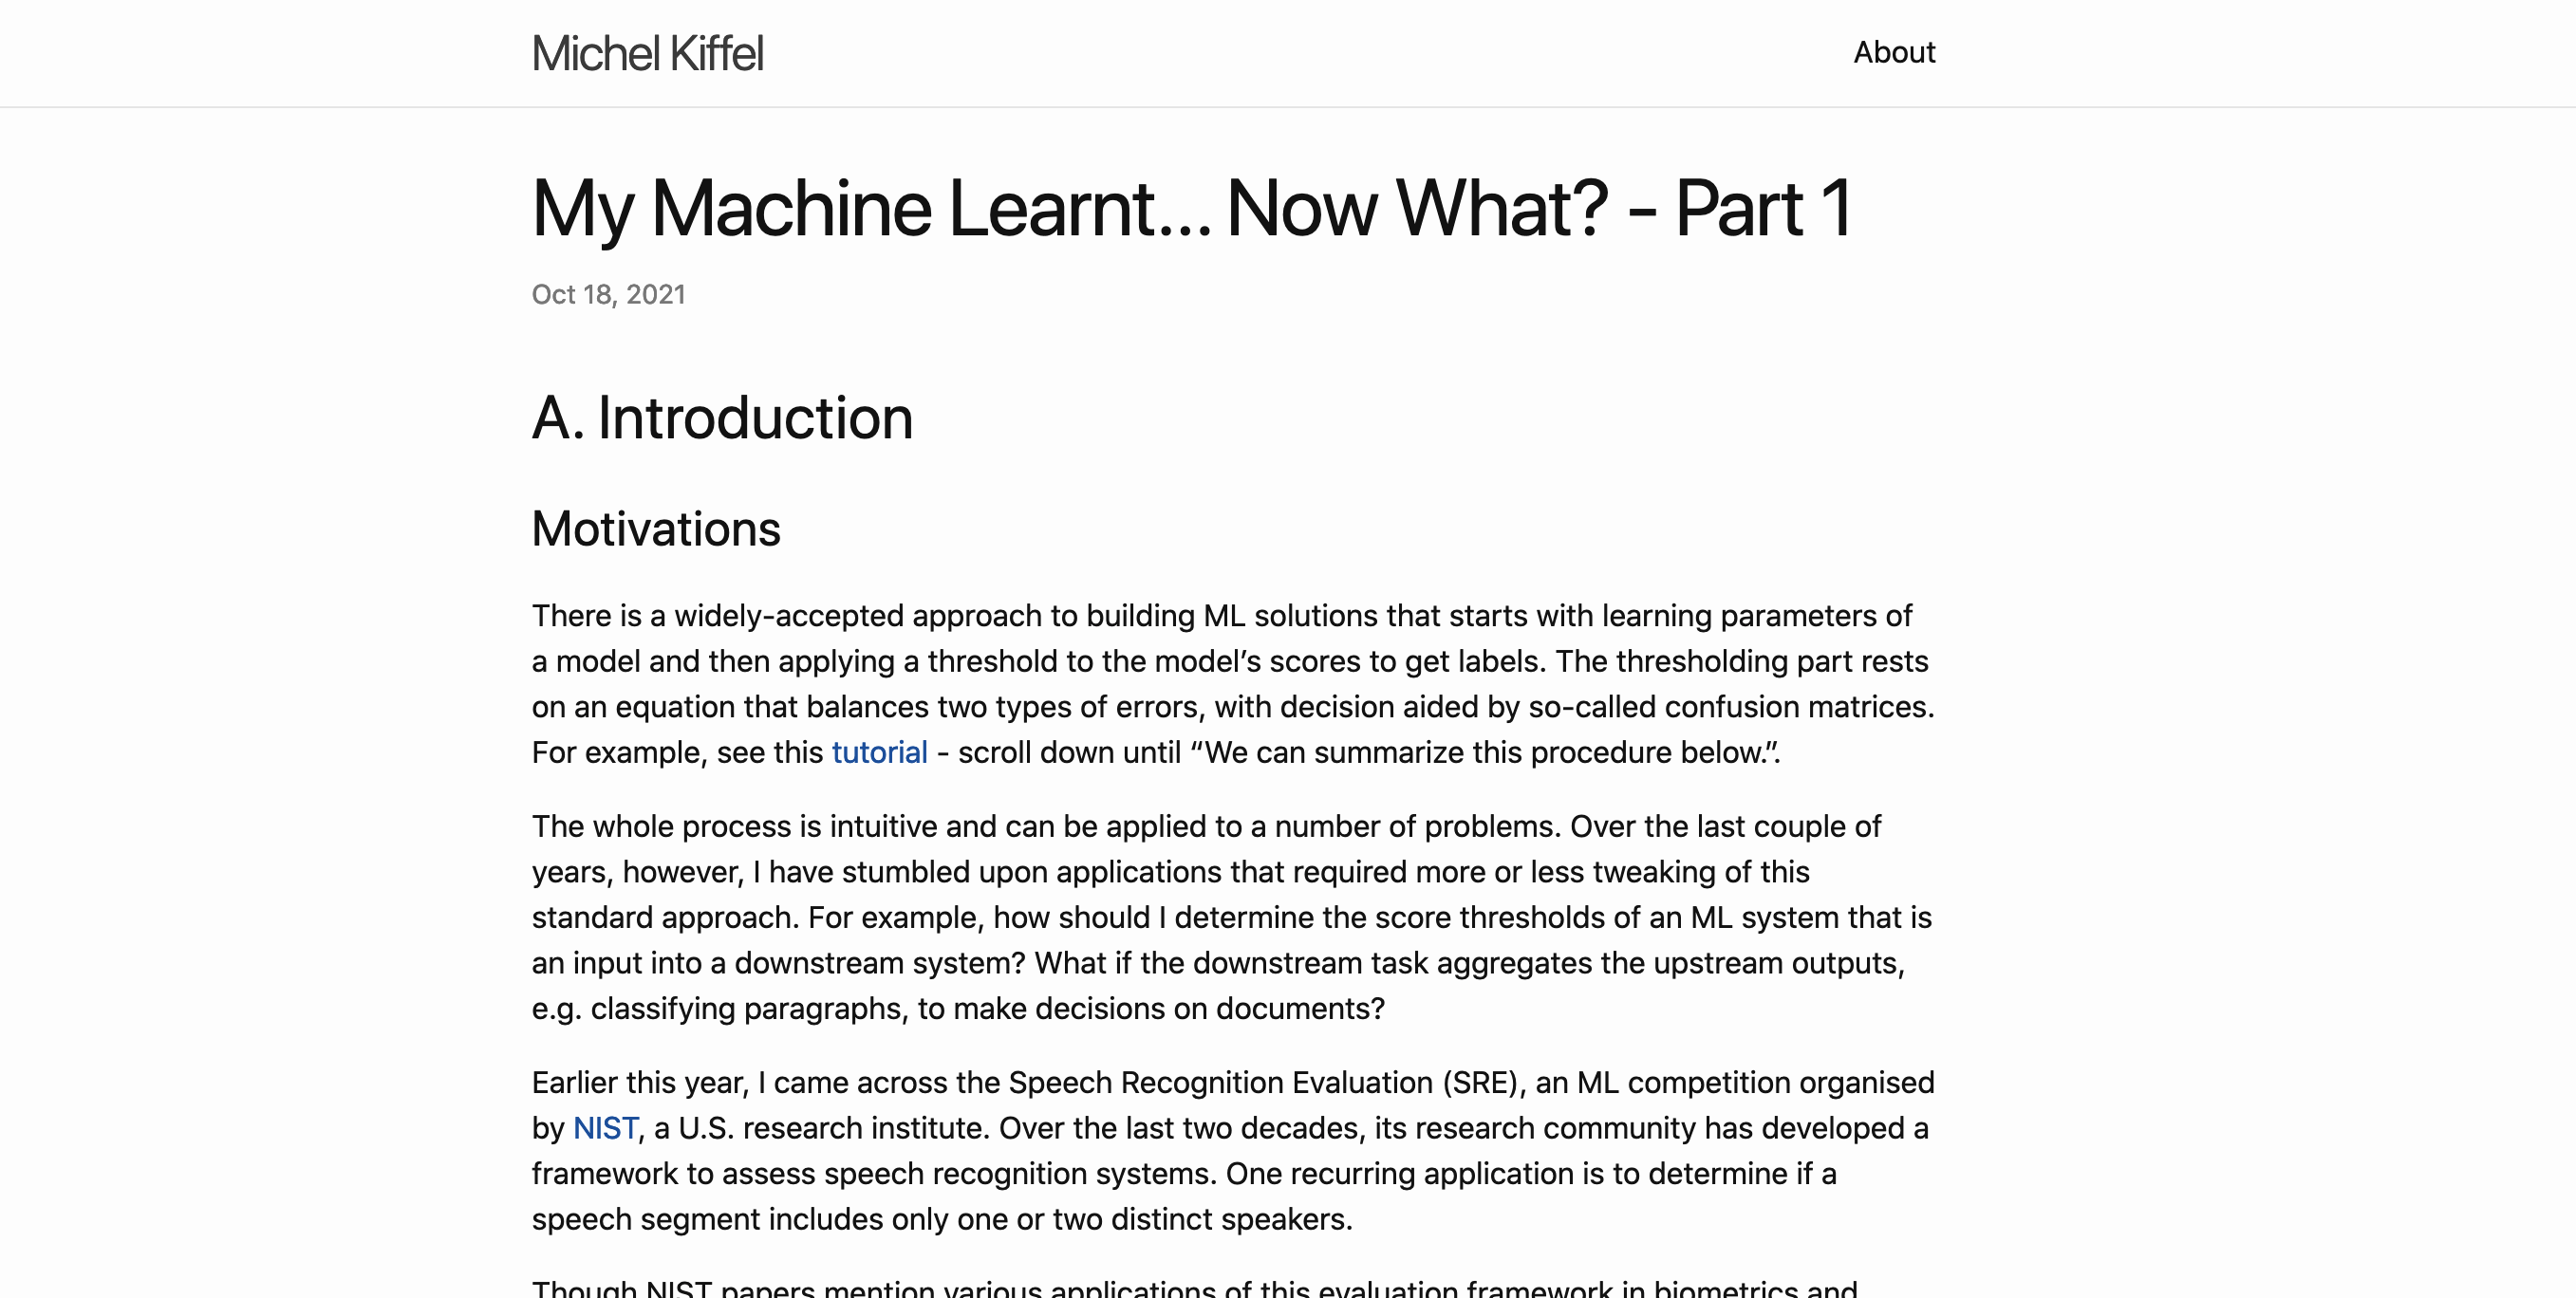 Michel Kiffel
About
My Machine Learnt… Now What? - Part 1
Oct 18, 2021
A. Introduction
Motivations
There is a widely-accepted approach to building ML solutions that starts with learning parameters of
a model and then applying a threshold to the model’s scores to get labels. The thresholding part rests
on an equation that balances two types of errors, with decision aided by so-called confusion matrices.
For example, see this tutorial - scroll down until “We can summarize this procedure below.”.
The whole process is intuitive and can be applied to a number of problems. Over the last couple of
years, however, I have stumbled upon applications that required more or less tweaking of this
standard approach. For example, how should I determine the score thresholds of an ML system that is
an input into a downstream system? What if the downstream task aggregates the upstream outputs,
e.g. classifying paragraphs, to make decisions on documents?
Earlier this year, I came across the Speech Recognition Evaluation (SRE), an ML competition organised
by NIST, a U.S. research institute. Over the last two decades, its research community has developed a
framework to assess speech recognition systems. One recurring application is to determine if a
speech segment includes only one or two distinct speakers.
Though NIST papers mention various applications of this evaluation framework in biometrics and